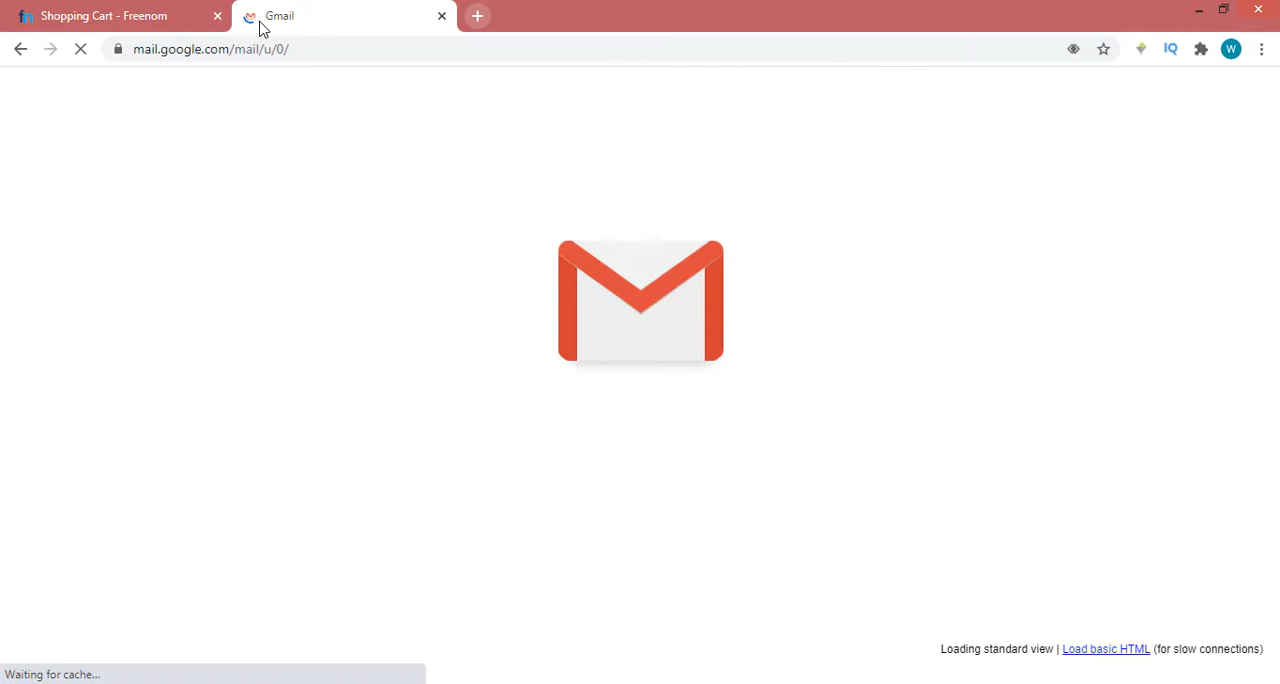 Shopping Cart - Freenom
Gmail
mail.google.com/mail/u/0/
IQ
W
Loading standard view | Load basic HTML (for slow connections)
Waiting for cache...